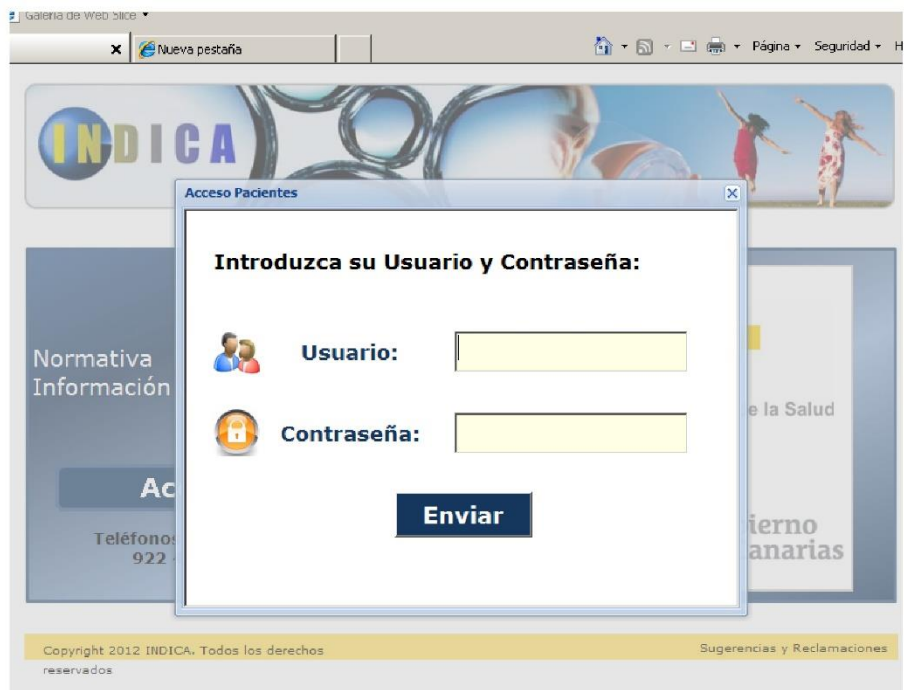 Galería de Web Slice
Nueva pestaña
Página
Seguridad
INDICA
Acceso Pacientes
Introduzca su Usuario y Contraseña:
Usuario:
Contraseña:
Enviar
Normativa
Información
Teléfonos
922
e la Salud
ierno
anarias
Copyright 2012 INDICA. Todos los derechos
reservados
Sugerencias y Reclamaciones